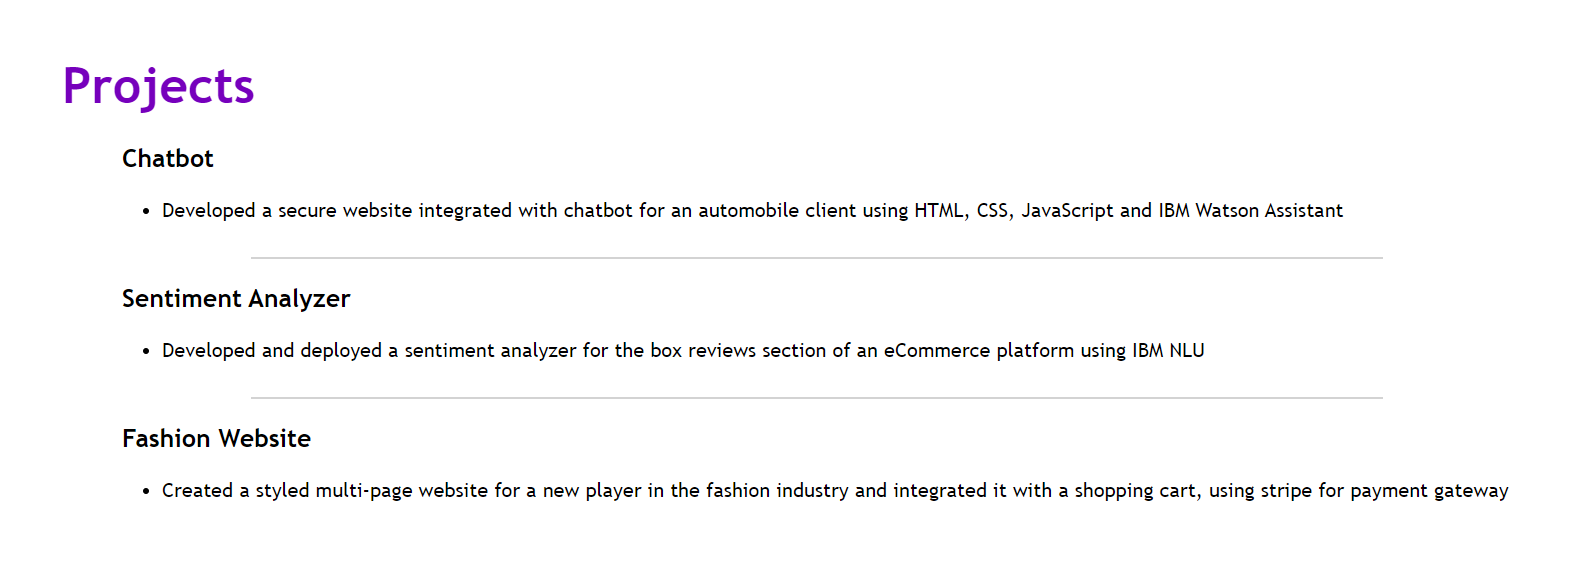 Projects
Chatbot
• Developed a secure website integrated with chatbot for an automobile client using HTML, CSS, JavaScript and IBM Watson Assistant
Sentiment Analyzer
• Developed and deployed a sentiment analyzer for the box reviews section of an eCommerce platform using IBM NLU
Fashion Website
• Created a styled multi-page website for a new player in the fashion industry and integrated it with a shopping cart, using stripe for payment gateway